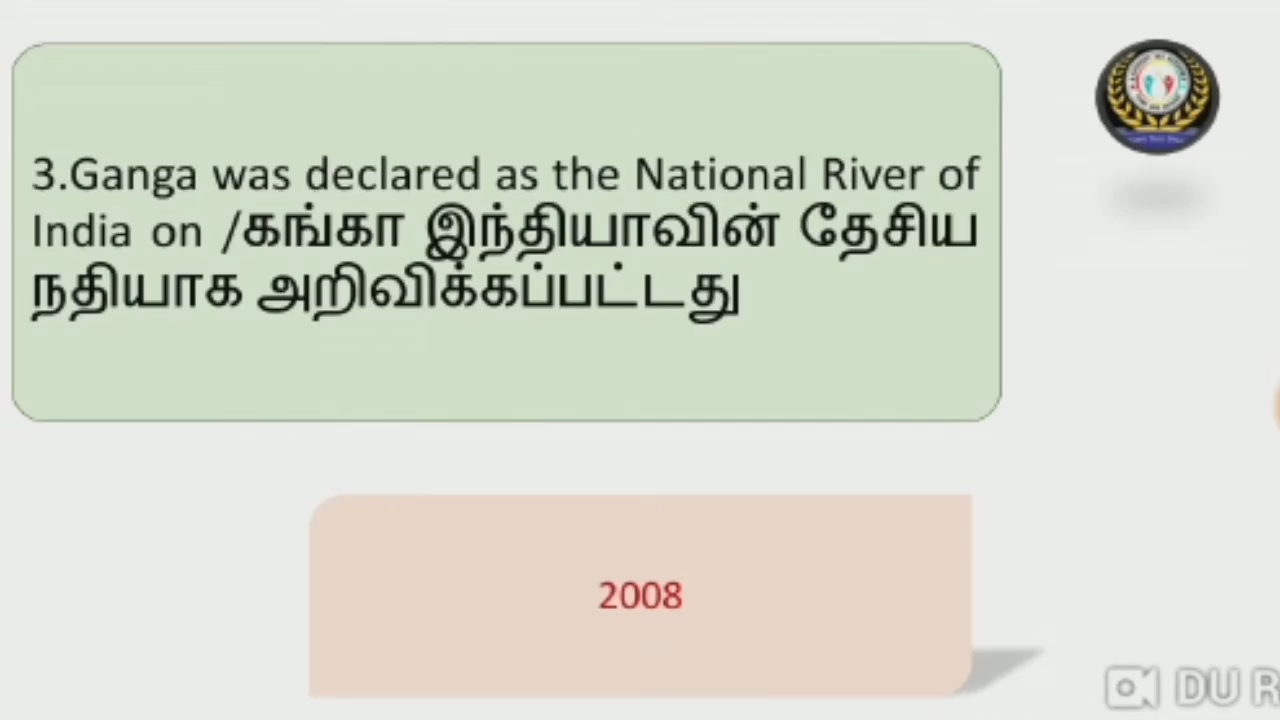 3.Ganga was declared as the National River of
India on /கங்கா இந்தியாவின் தேசிய
நதியாக அறிவிக்கப்பட்டது
2008
DU R